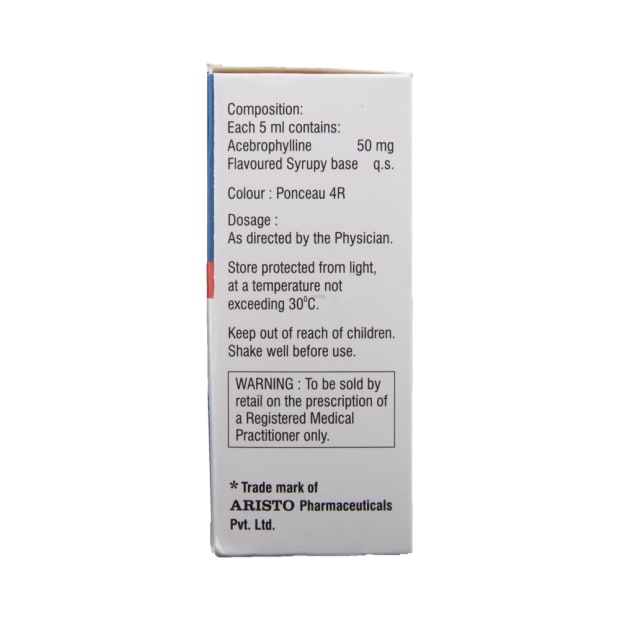 Composition:
Each 5 ml contains:
Acebrophylline 50 mg
Flavoured Syrupy base q.s.
Colour : Ponceau 4R
Dosage :
As directed by the Physician.
Store protected from light,
at a temperature not
exceeding 30⁰C.
Keep out of reach of children.
Shake well before use.
WARNING : To be sold by
retail on the prescription of
a Registered Medical
Practitioner only.
* Trade mark of
ARISTO Pharmaceuticals
Pvt. Ltd.